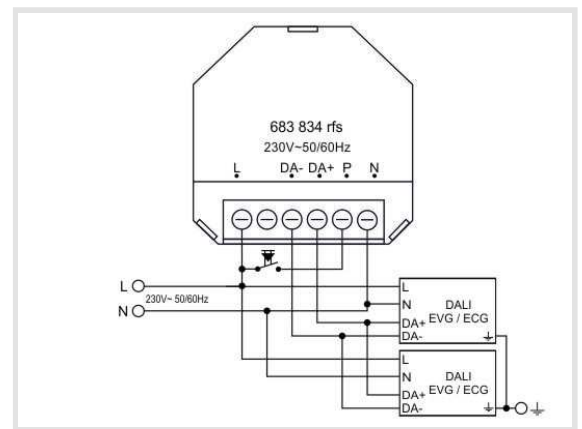 683 834 rfs
230V~50/60Hz
L DA- DA+ P N
L
230V~ 50/60Hz
N
L
N
DA+
DA-
DALI
EVG / ECG
L
N
DA+
DA-
DALI
EVG / ECG